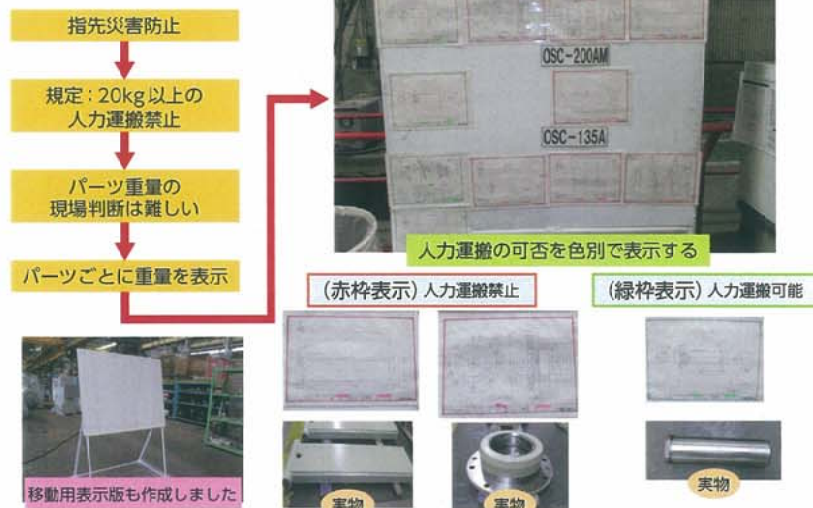 指先災害防止
規定：20kg以上の
人力運搬禁止
パーツ重量の
現場判断は難しい
パーツごとに重量を表示
OSC-200AM
OSC-135A
人力運搬の可否を色別で表示する
(赤枠表示) 人力運搬禁止
(緑枠表示) 人力運搬可能
移動用表示版も作成しました
実物
実物
実物